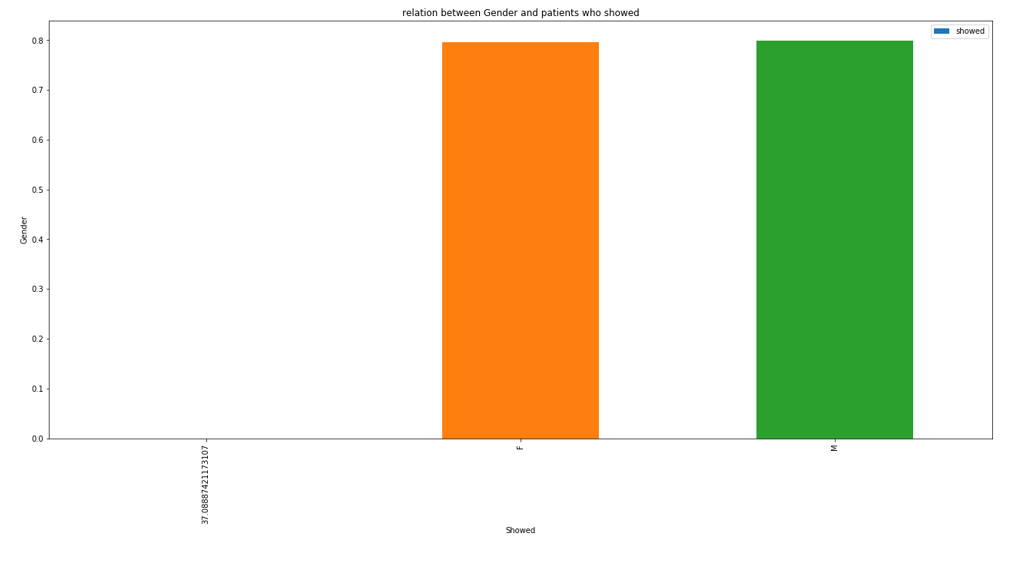 relation between Gender and patients who showed
showed
0.8
0.7
0.6
0.5
0.4
0.3
0.2
0.1
0.0
Gender
37.08887421173107
F
M
Showed